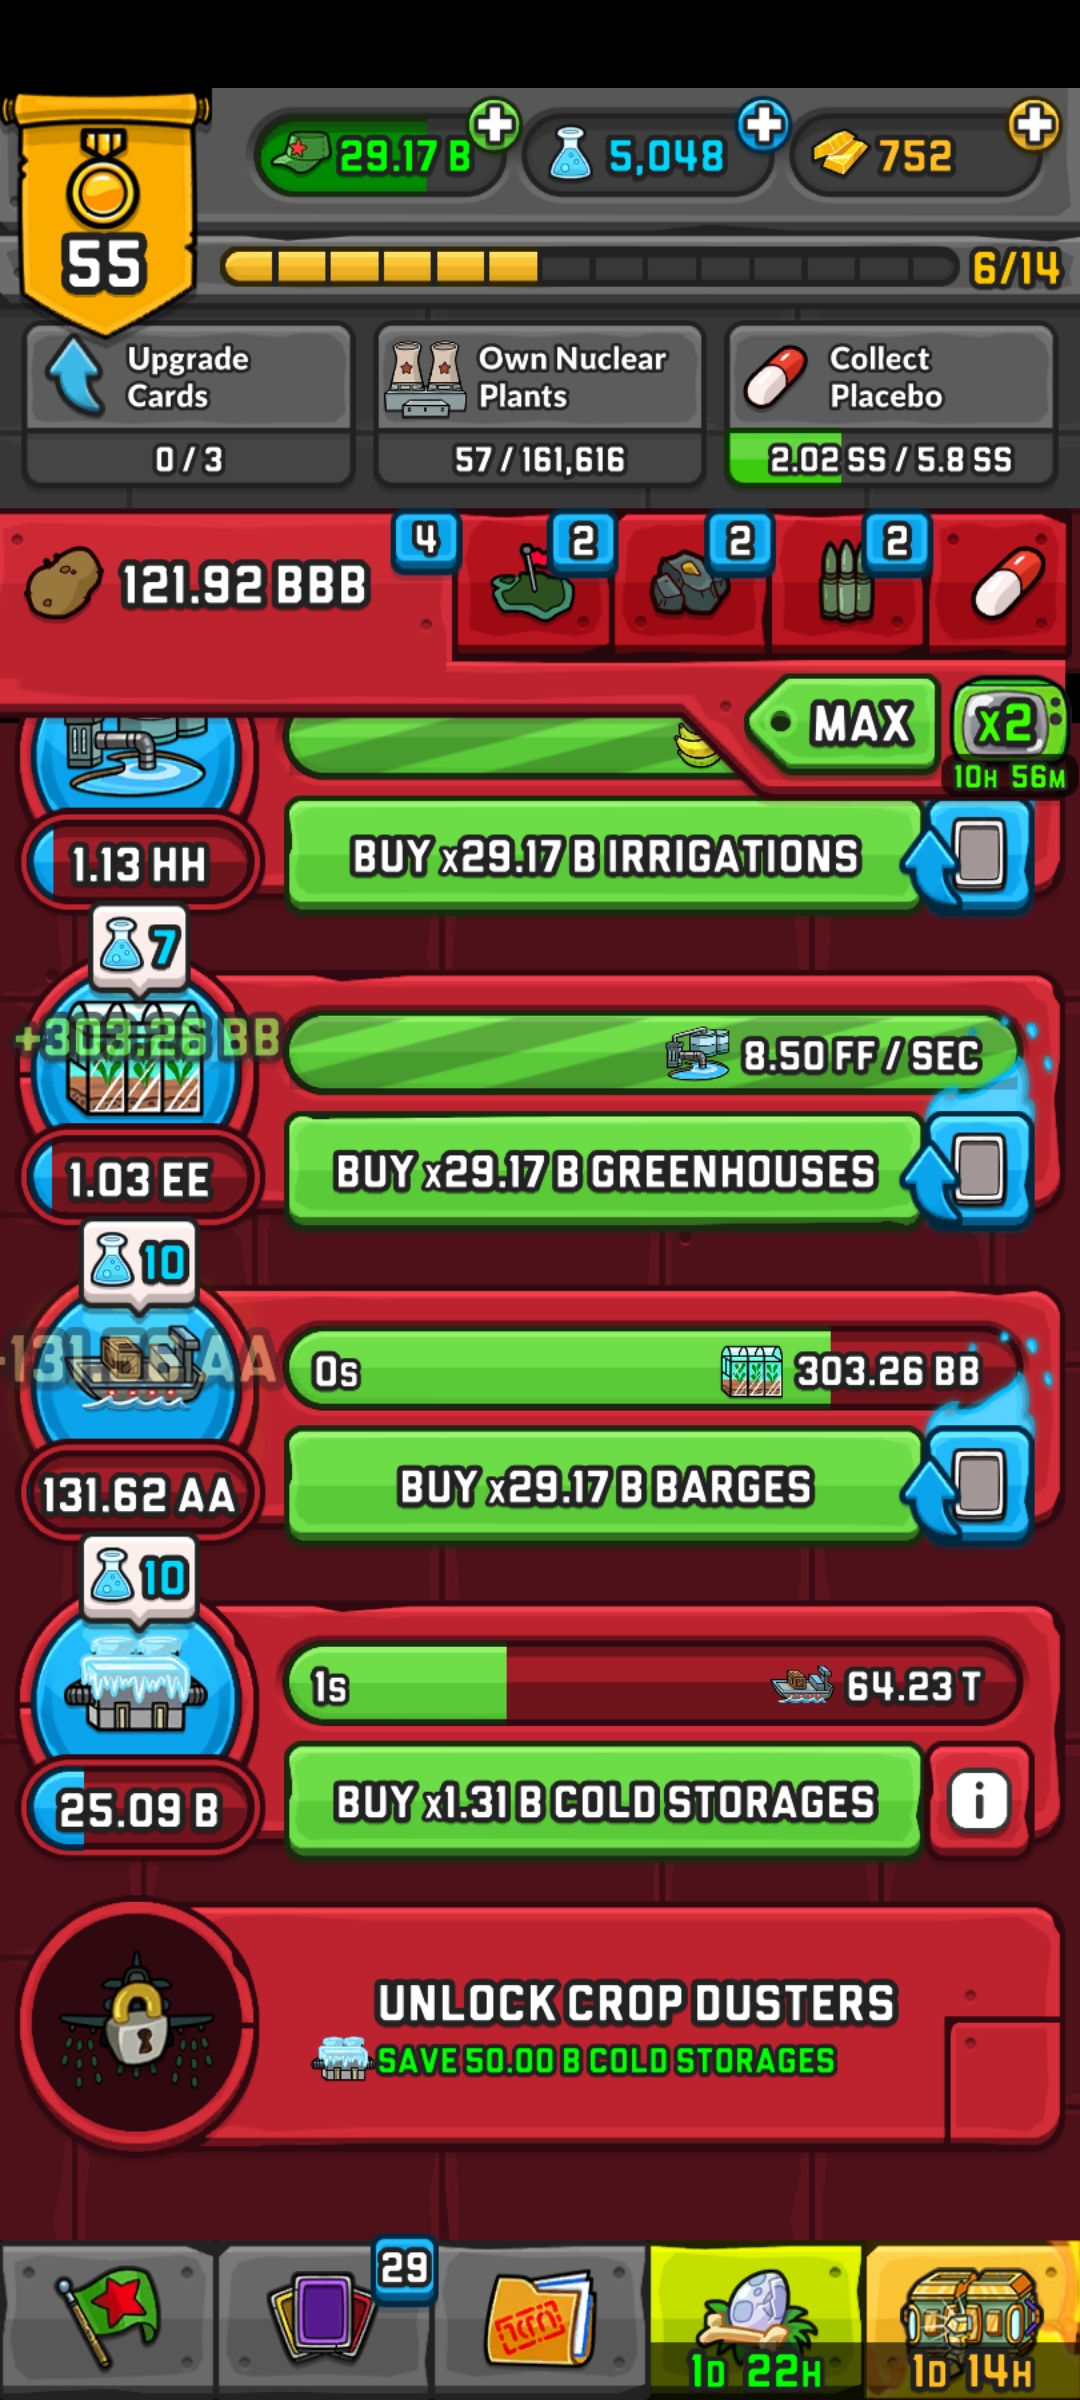 29.17 B
5,048
752
55
6/14
Upgrade
Cards
0 / 3
Own Nuclear
Plants
57 / 161,616
Collect
Placebo
2.02 SS / 5.8 SS
121.92 BBB
4
2
2
2
MAX
x2
10H 56M
1.13 HH
BUY x29.17 B IRRIGATIONS
7
+303.26 BB
8.50 FF / SEC
1.03 EE
BUY x29.17 B GREENHOUSES
10
0s
303.26 BB
131.62 AA
BUY x29.17 B BARGES
10
1s
64.23 T
25.09 B
BUY x1.31 B COLD STORAGES
i
UNLOCK CROP DUSTERS
SAVE 50.00 B COLD STORAGES
29
1D 22H
1D 14H